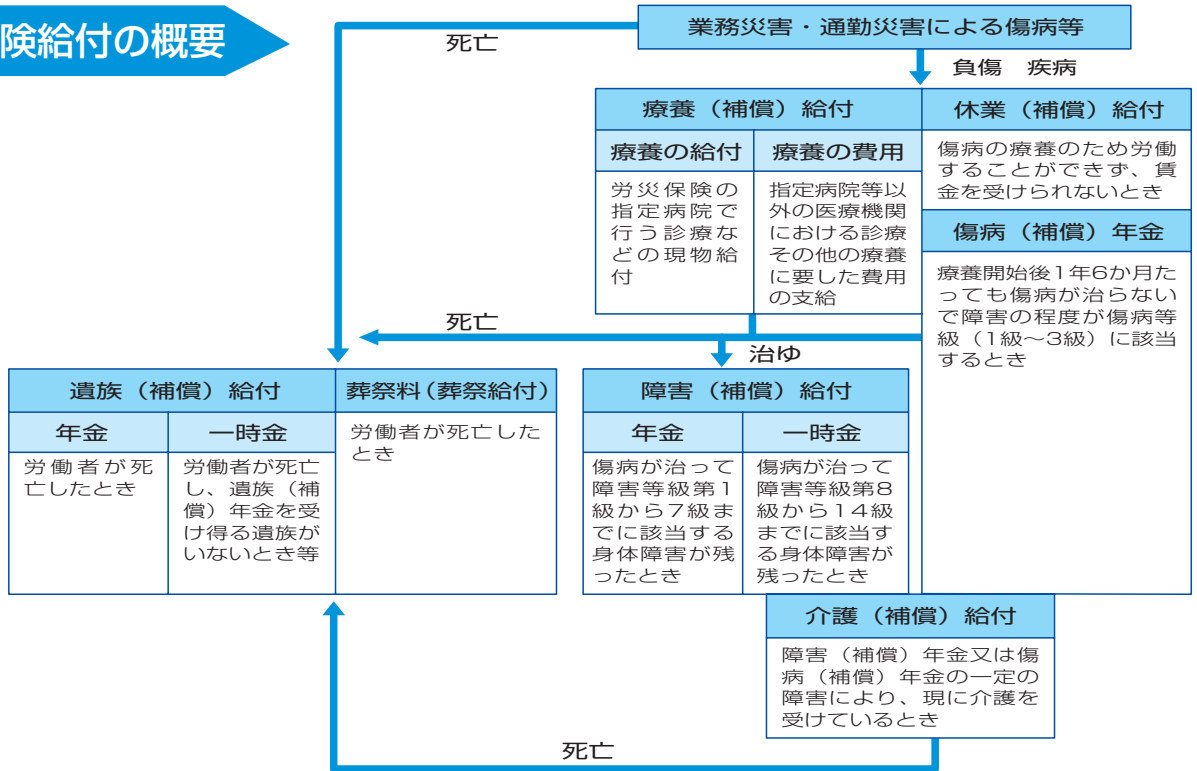 険給付の概要
業務災害・通勤災害による傷病等
死亡
負傷 疾病
療養(補償)給付
療養の給付
労災保険の
指定病院で
行う診療な
どの現物給
付
療養の費用
指定病院等以
外の医療機関
における診療
その他の療養
に要した費用
の支給
休業(補償)給付
傷病の療養のため労働
することができず、賃
金を受けられないとき
傷病(補償)年金
療養開始後1年6か月た
っても傷病が治らない
で障害の程度が傷病等
級(1級~3級)に該当
するとき
死亡
治ゆ
遺族(補償)給付
年金
労働者が死
亡したとき
一時金
労働者が死亡
し、遺族(補
償)年金を受
け得る遺族が
いないとき等
葬祭料(葬祭給付)
労働者が死亡した
とき
障害(補償)給付
年金
傷病が治って
障害等級第1
級から7級ま
でに該当する
身体障害が残
ったとき
一時金
傷病が治って
障害等級第8
級から14級
までに該当す
る身体障害が
残ったとき
介護(補償)給付
障害(補償)年金又は傷
病(補償)年金の一定の
障害により、現に介護を
受けているとき
死亡